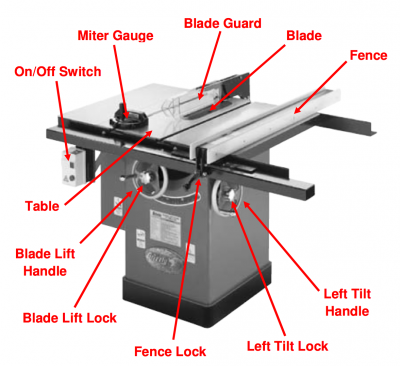 Blade Guard
Miter Gauge
Blade
Fence
On/Off Switch
Table
Blade Lift
Handle
Left Tilt
Handle
Blade Lift Lock
Fence Lock
Left Tilt Lock